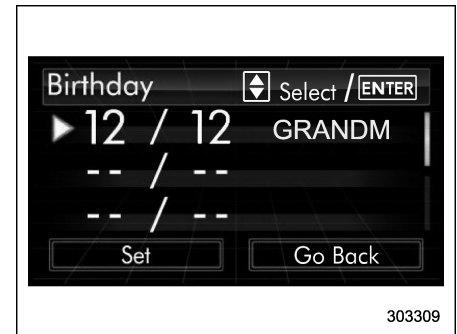 Birthday Select / ENTER
12 / 12 GRANDM
-- / --
-- / --
Set Go Back
303309